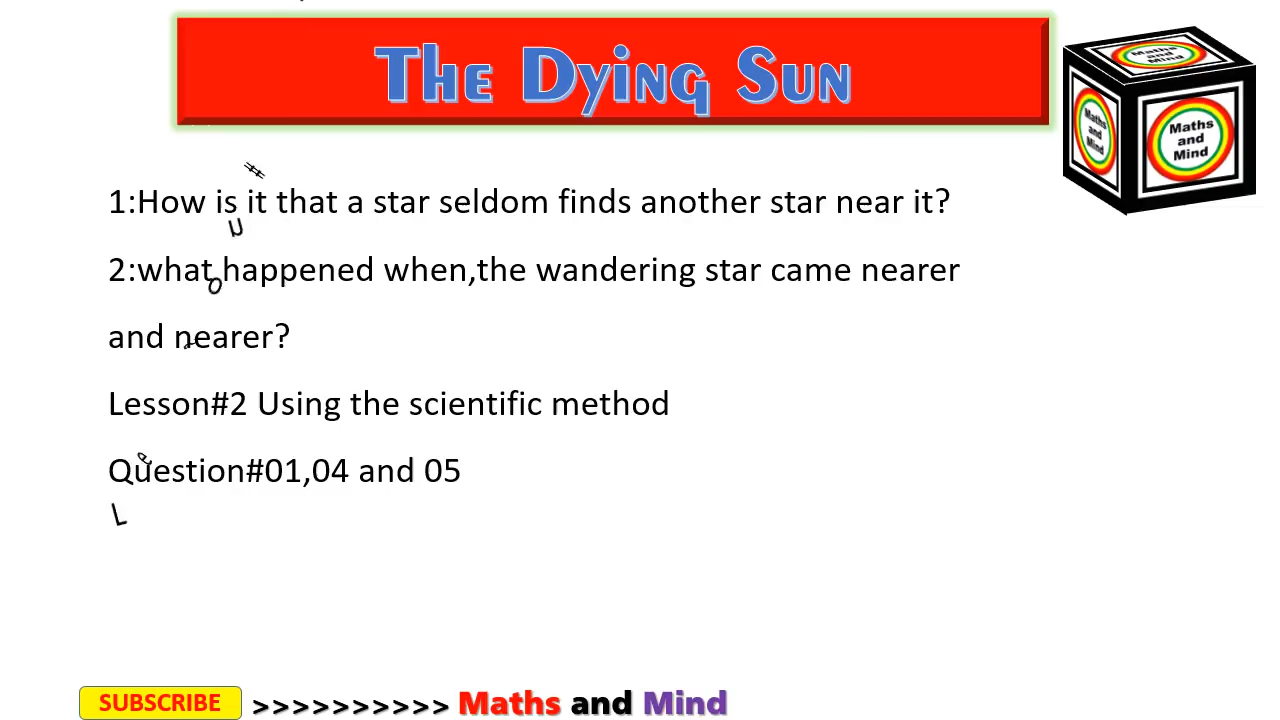 The Dying Sun
Maths and Mind
Maths and Mind
Maths and Mind
1:How is it that a star seldom finds another star near it?
2:what happened when,the wandering star came nearer
and nearer?
Lesson#2 Using the scientific method
Question#01,04 and 05
L
SUBSCRIBE >>>>>>>>>> Maths and Mind